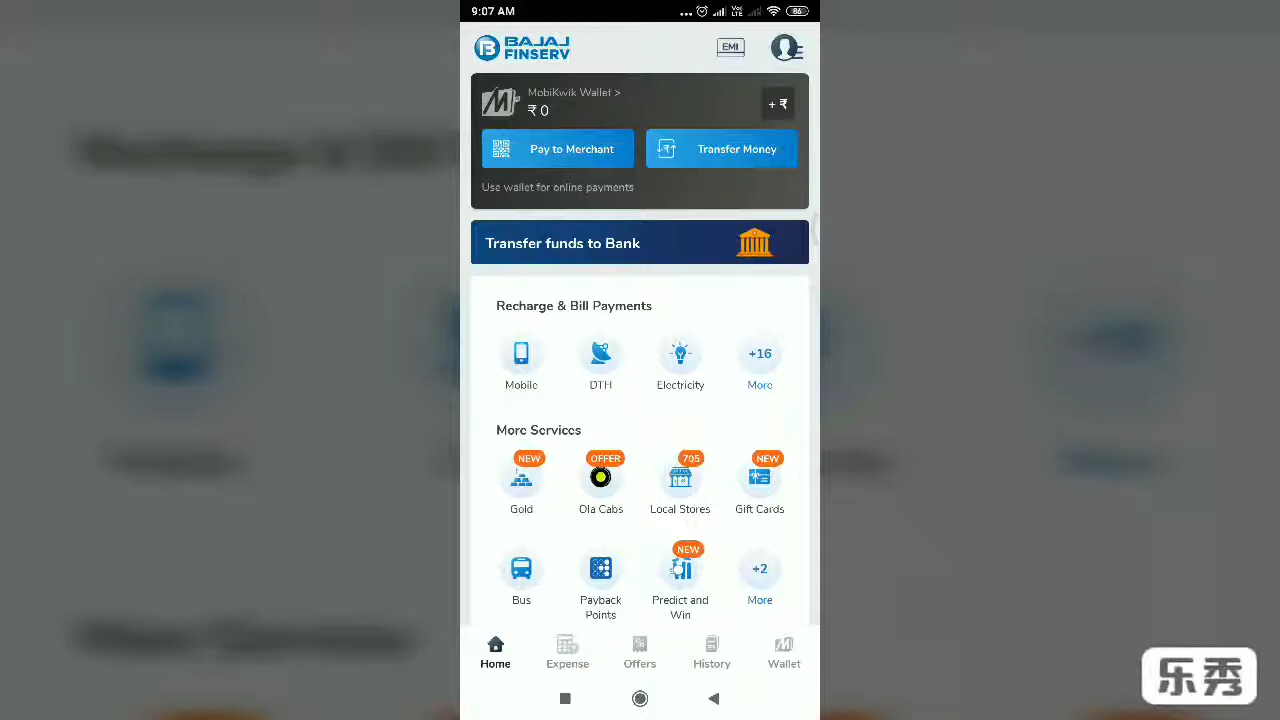 9:07 AM
Vo)
LTE
86
BAJAJ
FINSERV
EMI
MobiKwik Wallet >
₹ 0
+ ₹
Pay to Merchant
Transfer Money
Use wallet for online payments
Transfer funds to Bank
Recharge & Bill Payments
+16
Mobile
DTH
Electricity
More
More Services
NEW
OFFER
705
NEW
Gold
Ola Cabs
Local Stores
Gift Cards
NEW
+2
Bus
Payback
Points
Predict and
Win
More
Home
Expense
Offers
History
Wallet
乐秀